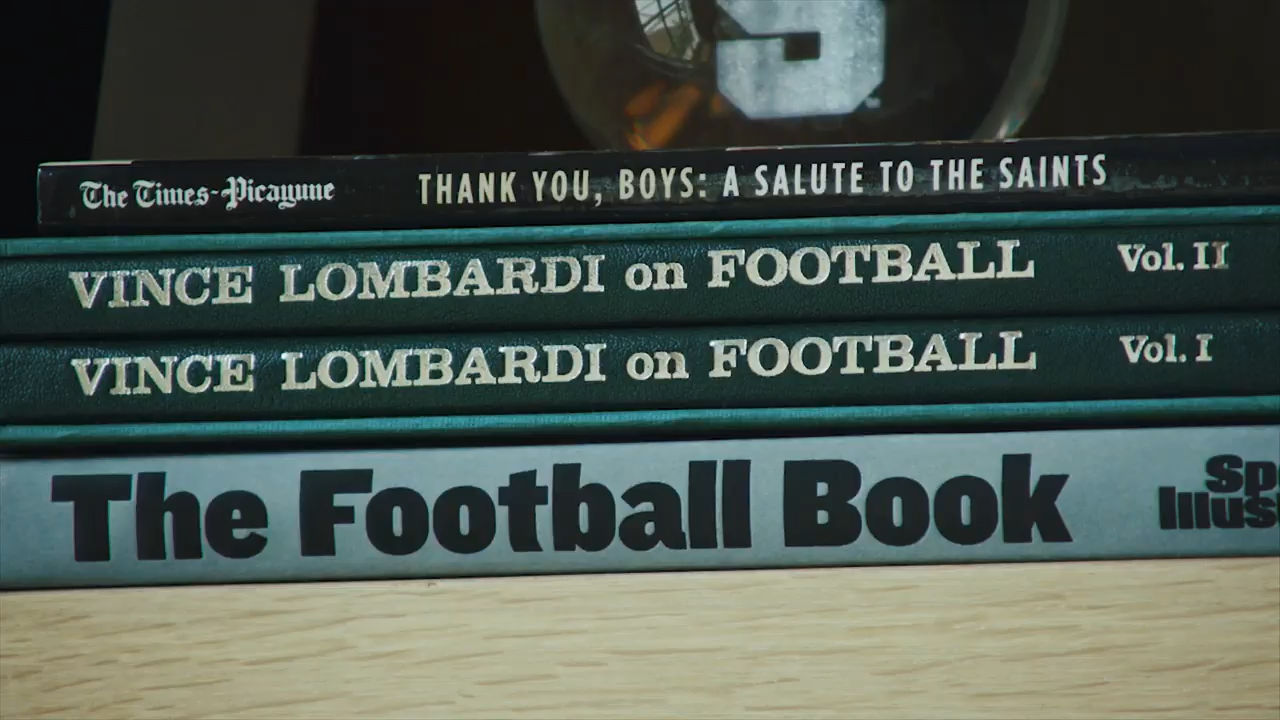 S
The Times-Picayune THANK YOU, BOYS: A SALUTE TO THE SAINTS
VINCE LOMBARDI on FOOTBALL Vol. II
VINCE LOMBARDI on FOOTBALL Vol. I
The Football Book